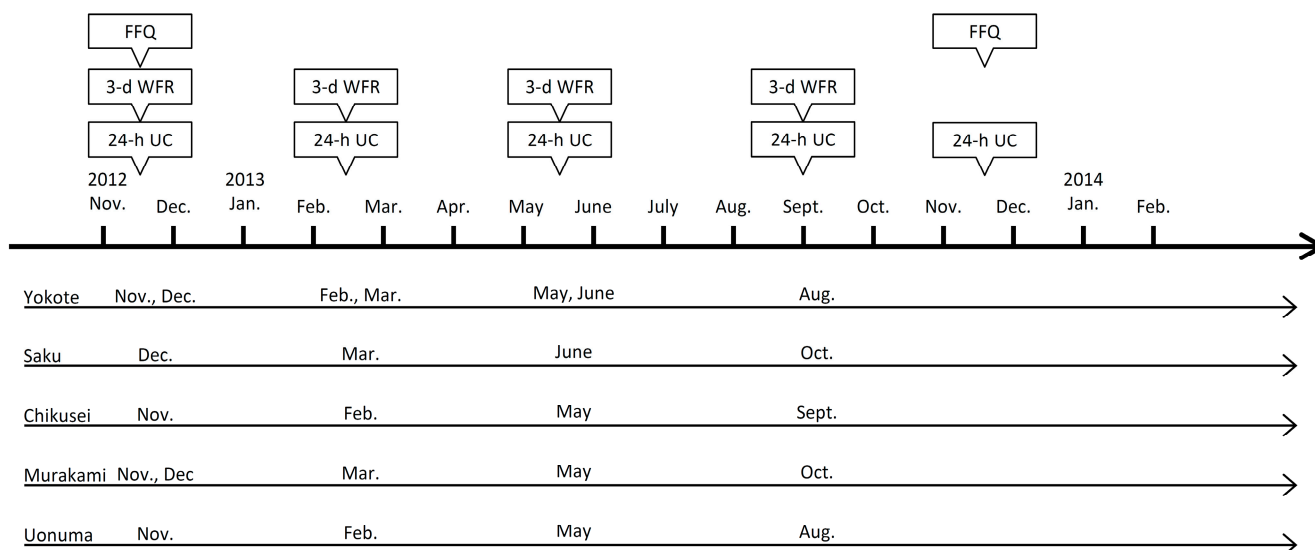 FFQ FFQ
3-d WFR 3-d WFR 3-d WFR 3-d WFR
24-h UC 24-h UC 24-h UC 24-h UC 24-h UC
2012 2013 2014
Nov. Dec. Jan. Feb. Mar. Apr. May June July Aug. Sept. Oct. Nov. Dec. Jan. Feb.
Yokote Nov., Dec. Feb., Mar. May, June Aug.
Saku Dec. Mar. June Oct.
Chikusei Nov. Feb. May Sept.
Murakami Nov., Dec Mar. May Oct.
Uonuma Nov. Feb. May Aug.